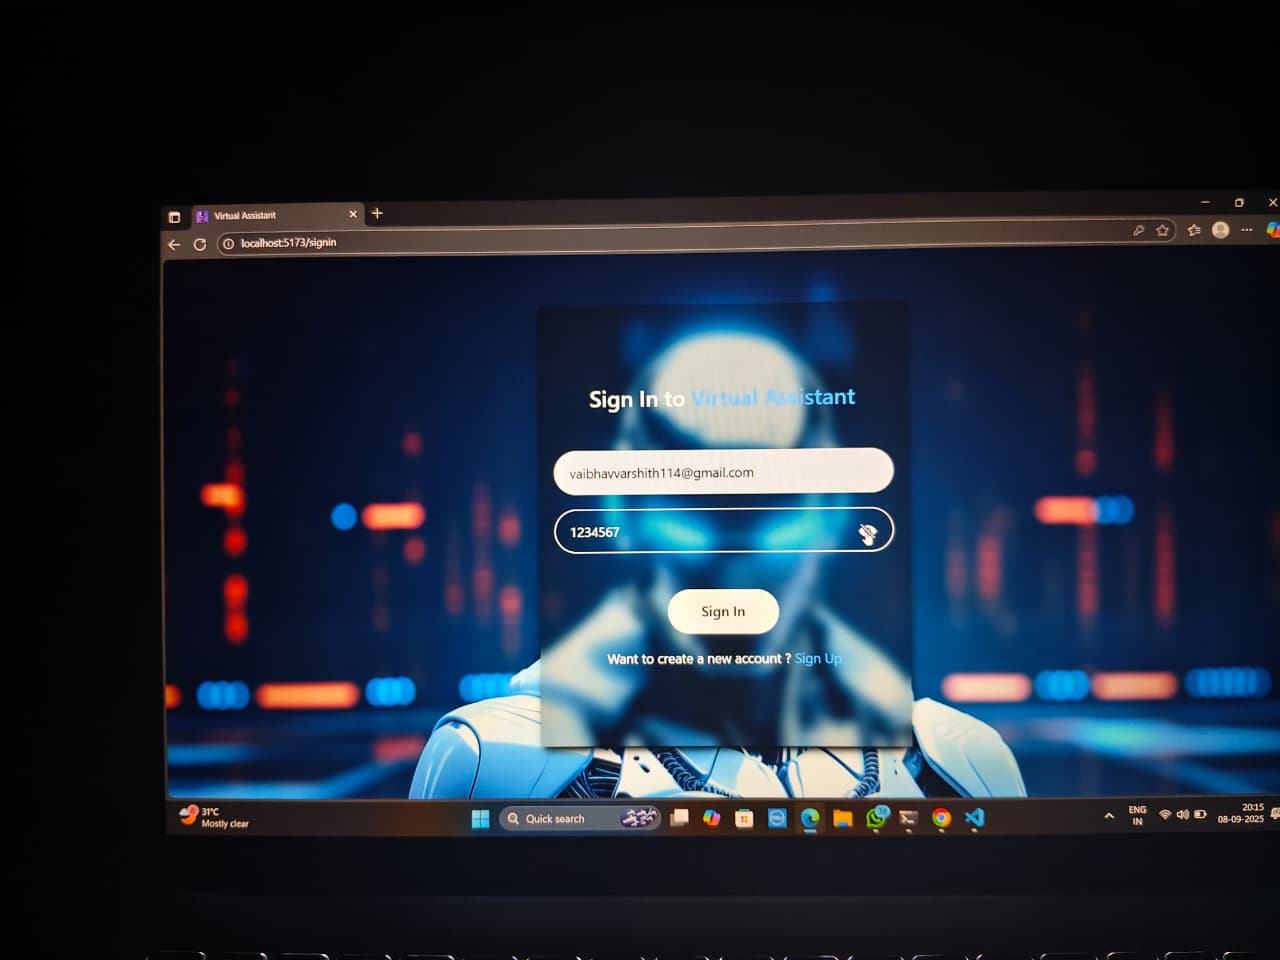 Virtual Assistant
localhost:5173/signin
Sign In to Virtual Assistant
vaibhavvarshith114@gmail.com
1234567
Sign In
Want to create a new account ? Sign Up
31°C
Mostly clear
Quick search
ENG
IN
20:15
08-09-2025